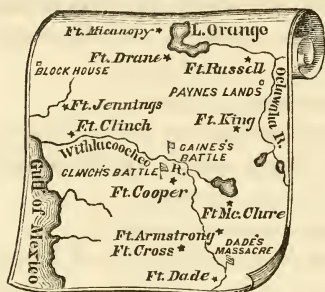 Ft. Micanopy
L. Orange
Ft. Drane
Ft. Russell
BLOCK HOUSE
PAYNES LANDS
Oclawaha R.
Ft. Jennings
Ft. King
Ft. Clinch
Withlacoochee
R.
GAINES'S
BATTLE
CLINCH'S BATTLE
Ft. Cooper
Gulf of Mexico
Ft Mc. Clure
Ft. Armstrong
Ft. Cross
DADE'S
MASSACRE
Ft. Dade